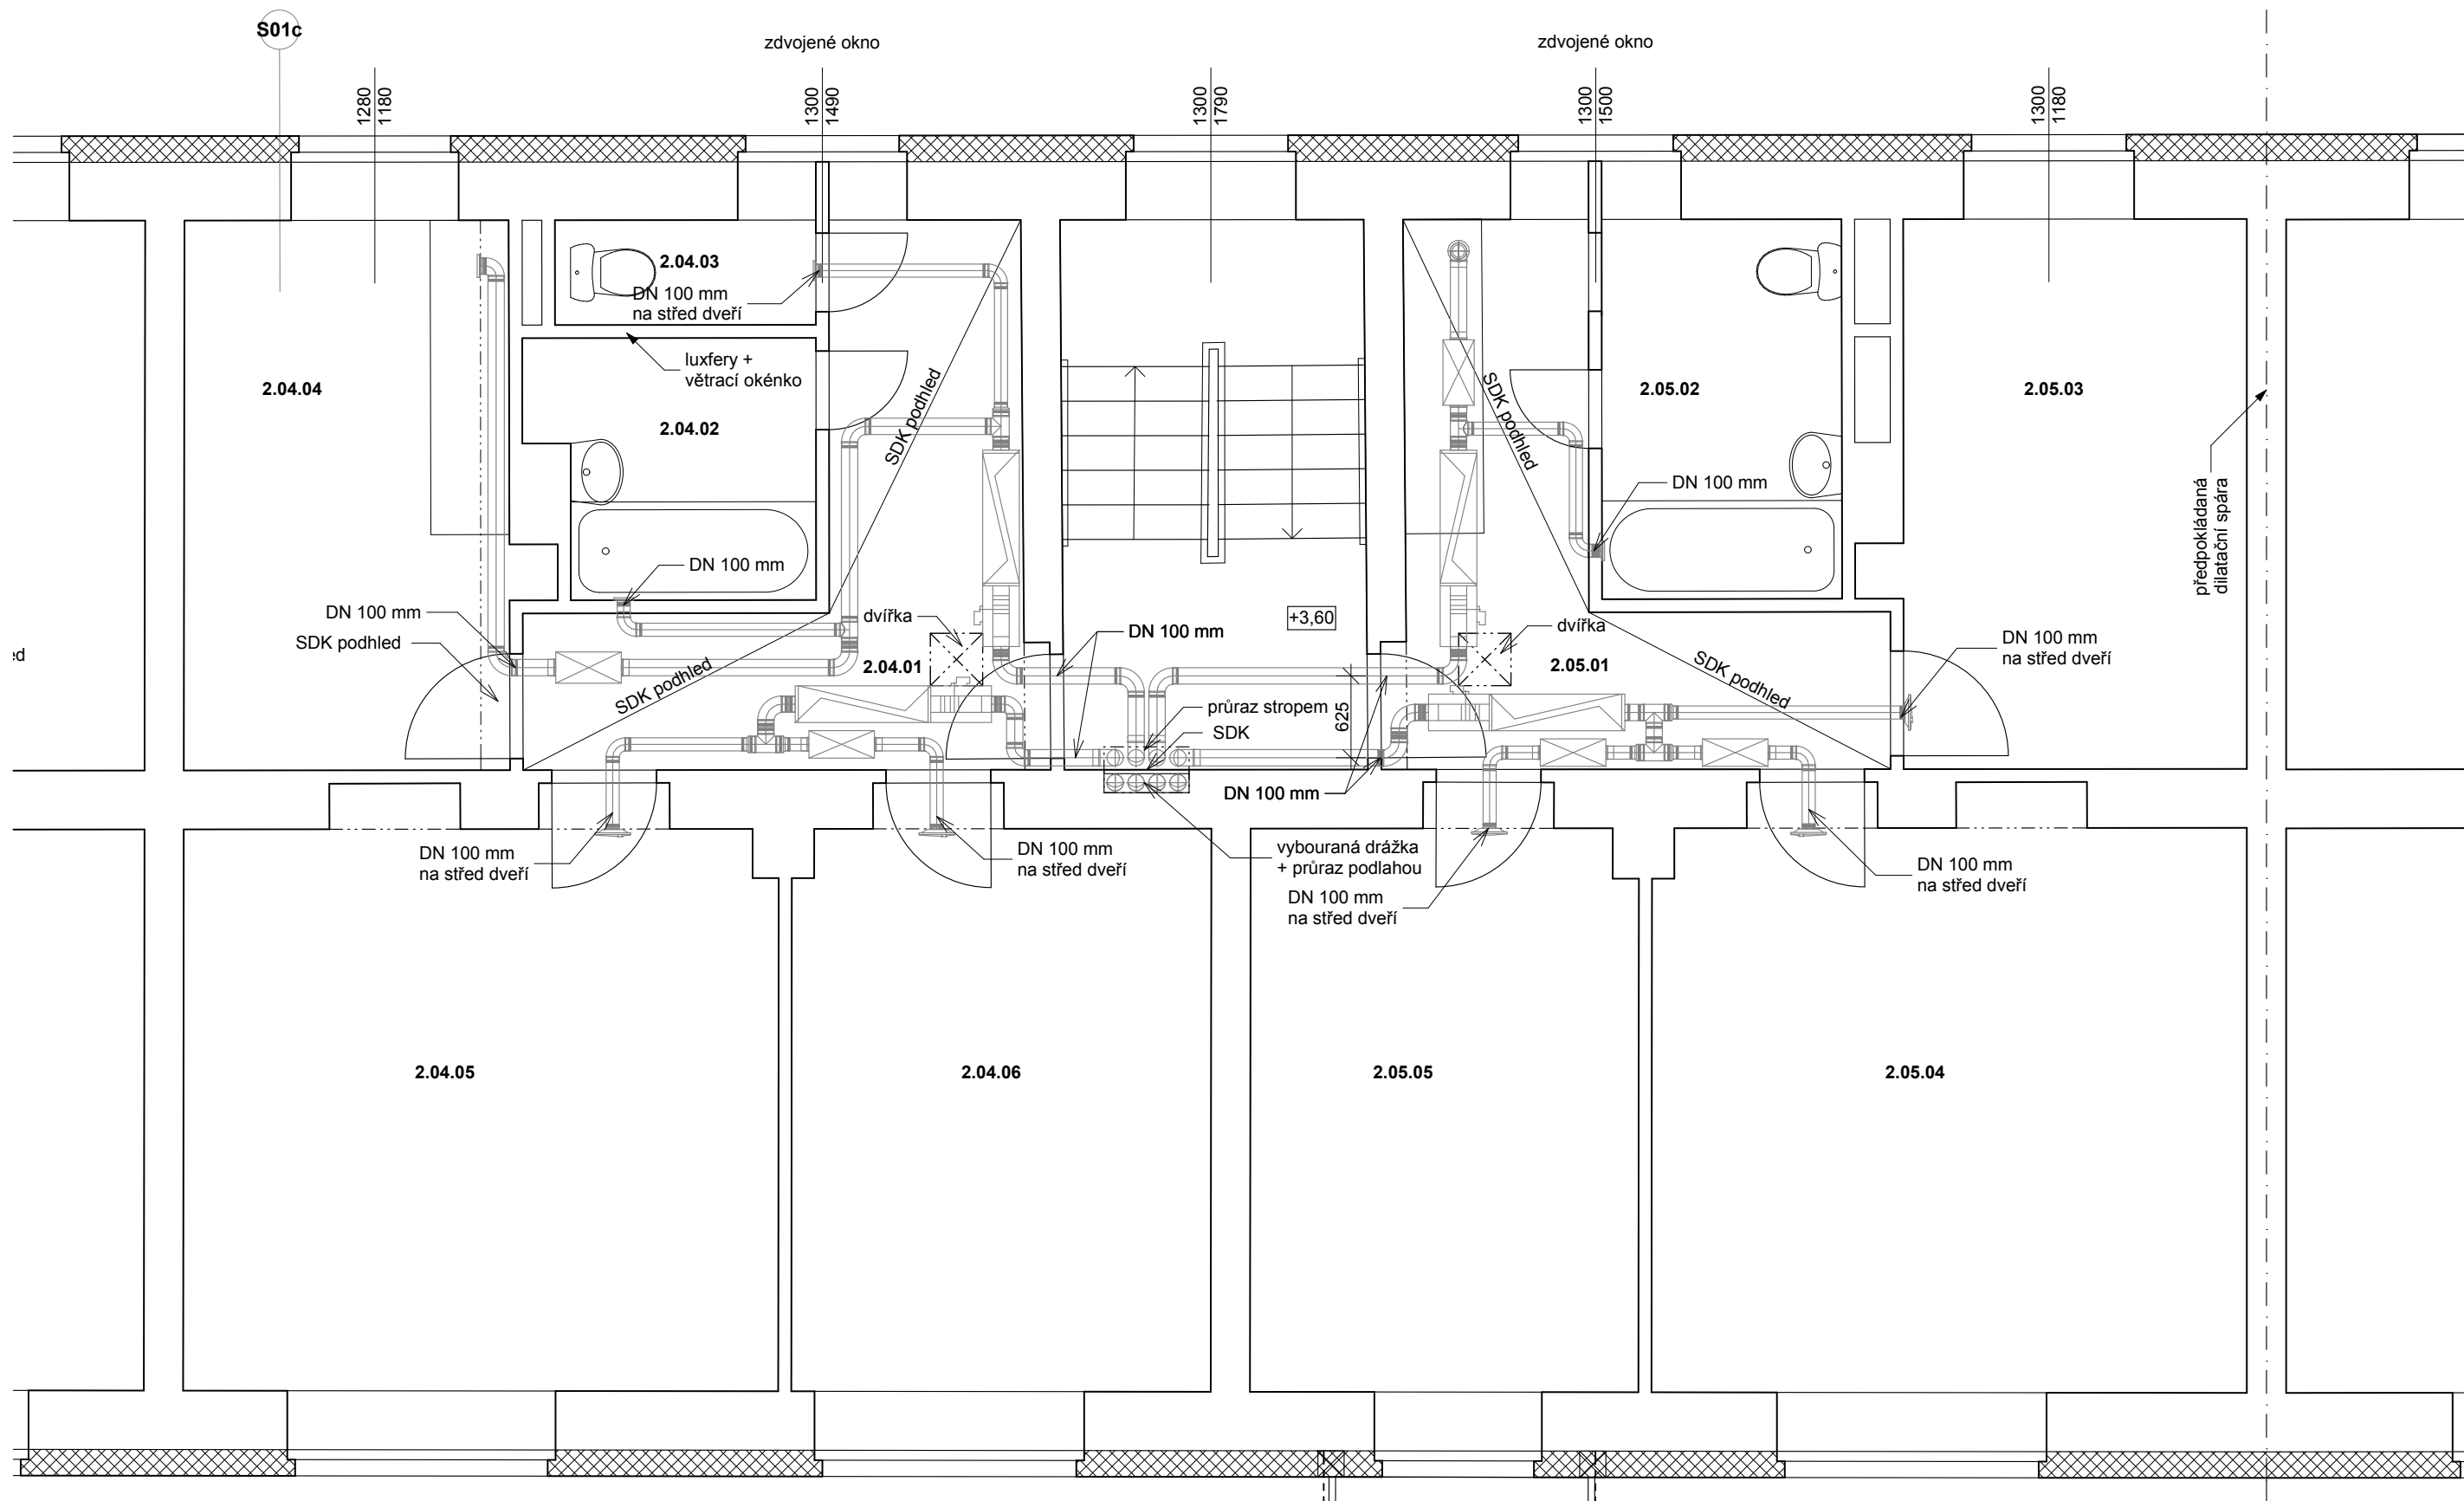 S01c
zdvojené okno
zdvojené okno
1280
1180
1300
1490
1300
1790
1300
1500
1300
1180
2.04.03
DN 100 mm
na střed dveří
luxfery +
větrací okénko
2.04.04
2.04.02
SDK podhled
SDK podhled
2.05.02
2.05.03
DN 100 mm
předpokládaná
dilatační spára
DN 100 mm
DN 100 mm
SDK podhled
dvířka
DN 100 mm
+3,60
dvířka
DN 100 mm
na střed dveří
2.04.01
2.05.01
SDK podhled
SDK podhled
ed
průraz stropem
SDK
625
DN 100 mm
DN 100 mm
na střed dveří
DN 100 mm
na střed dveří
vybouraná drážka
+ průraz podlahou
DN 100 mm
na střed dveří
DN 100 mm
na střed dveří
2.04.05
2.04.06
2.05.05
2.05.04